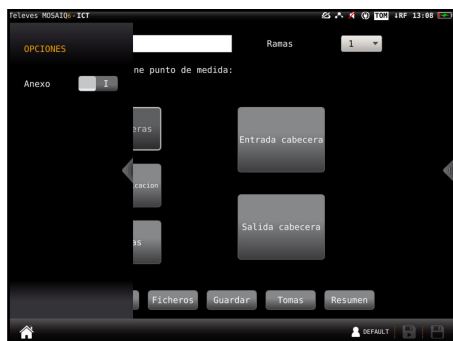 Televes MOSAIQ6-ICT TOM iRF 13:08
OPCIONES
Ramas 1
ne punto de medida:
Anexo I
eras
Entrada cabecera
cacion
Salida cabecera
as
Ficheros Guardar Tomas Resumen
DEFAULT